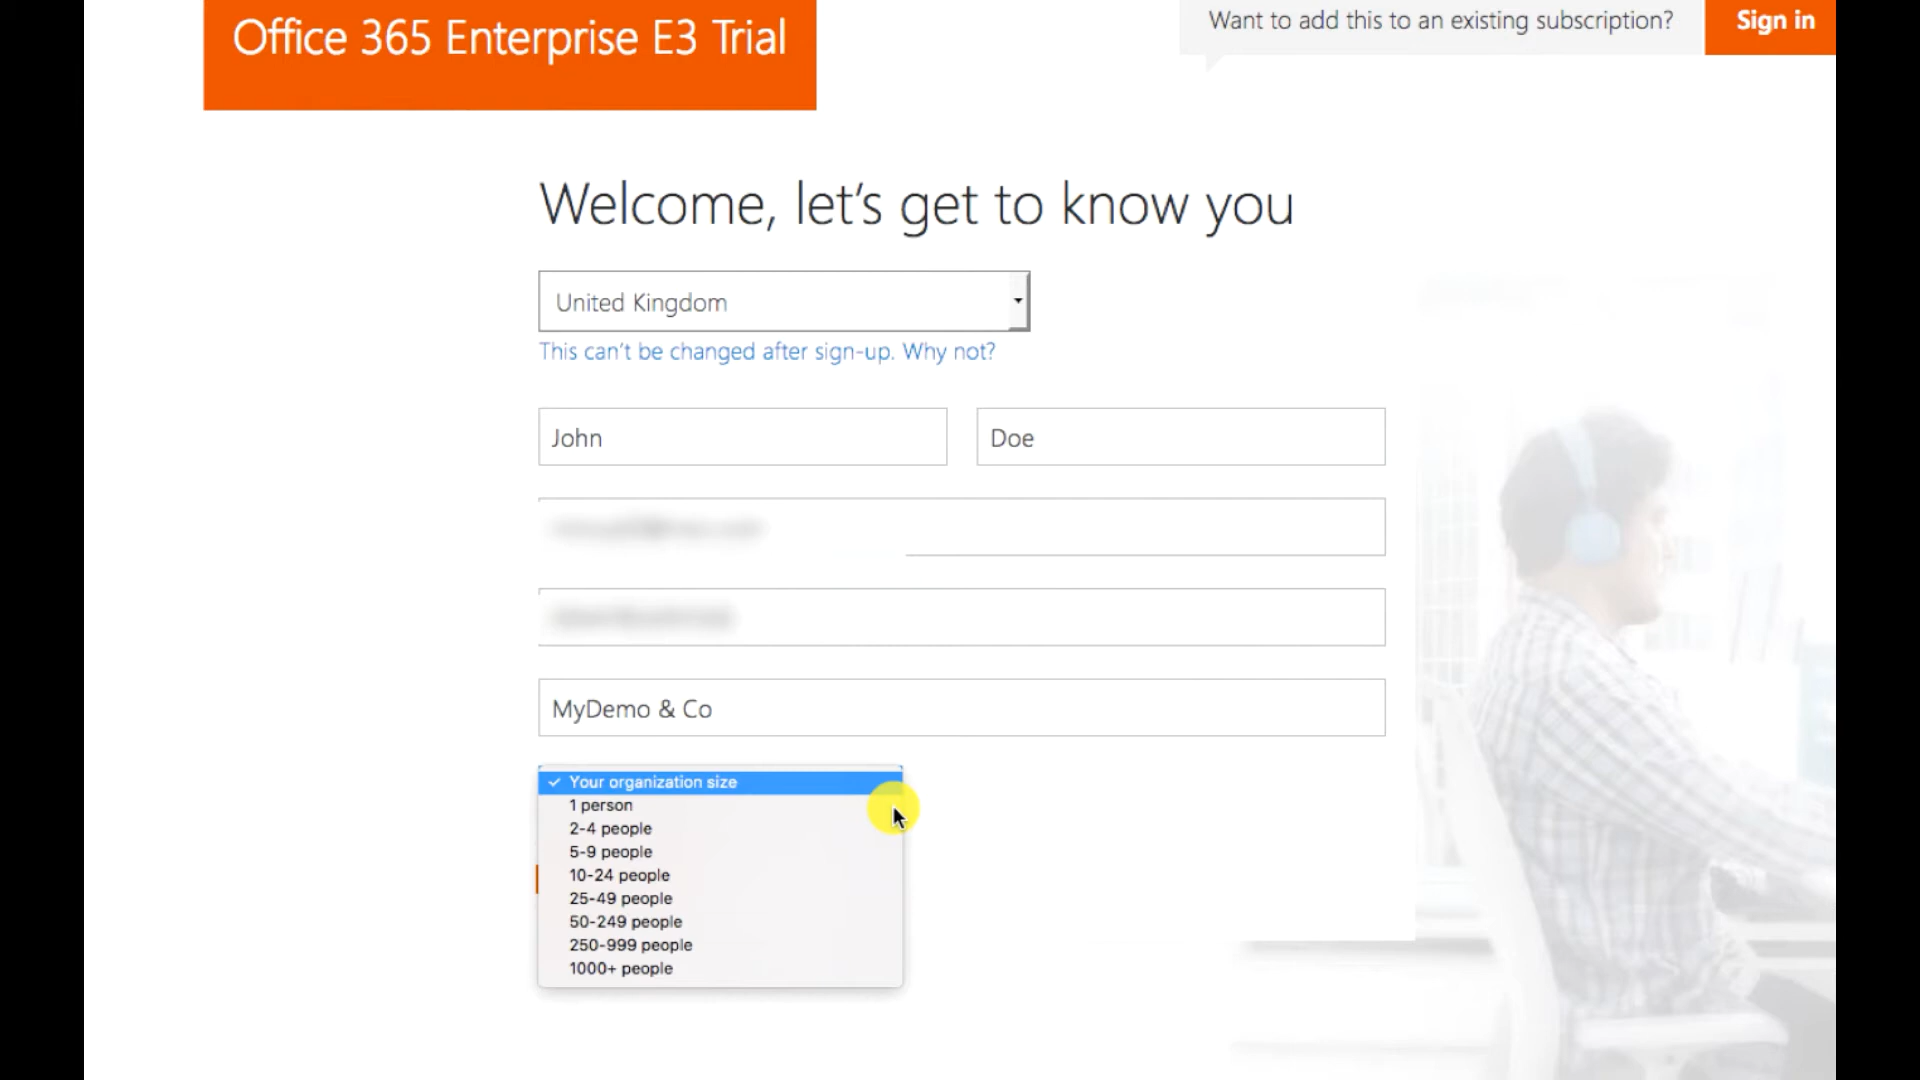 Office 365 Enterprise E3 Trial
Want to add this to an existing subscription?
Sign in
Welcome, let's get to know you
United Kingdom
This can't be changed after sign-up. Why not?
John
Doe
MyDemo & Co
✓ Your organization size
1 person
2-4 people
5-9 people
10-24 people
25-49 people
50-249 people
250-999 people
1000+ people